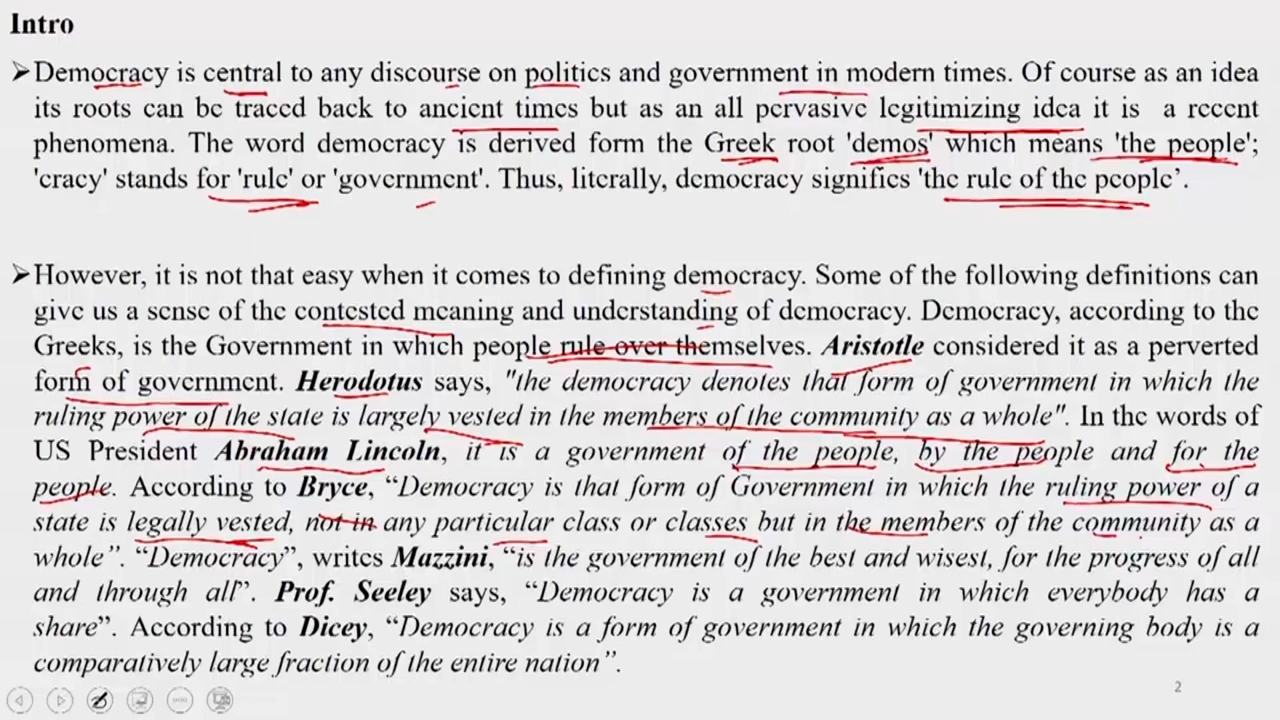 Intro
➢Democracy is central to any discourse on politics and government in modern times. Of course as an idea
its roots can be traced back to ancient times but as an all pervasive legitimizing idea it is a recent
phenomena. The word democracy is derived form the Greek root 'demos' which means 'the people';
'cracy' stands for 'rule' or 'government'. Thus, literally, democracy signifies 'the rule of the people’.
➢However, it is not that easy when it comes to defining democracy. Some of the following definitions can
give us a sense of the contested meaning and understanding of democracy. Democracy, according to the
Greeks, is the Government in which people rule over themselves. Aristotle considered it as a perverted
form of government. Herodotus says, "the democracy denotes that form of government in which the
ruling power of the state is largely vested in the members of the community as a whole". In the words of
US President Abraham Lincoln, it is a government of the people, by the people and for the
people. According to Bryce, “Democracy is that form of Government in which the ruling power of a
state is legally vested, not in any particular class or classes but in the members of the community as a
whole”. “Democracy”, writes Mazzini, “is the government of the best and wisest, for the progress of all
and through all”. Prof. Seeley says, “Democracy is a government in which everybody has a
share”. According to Dicey, “Democracy is a form of government in which the governing body is a
comparatively large fraction of the entire nation”.
2